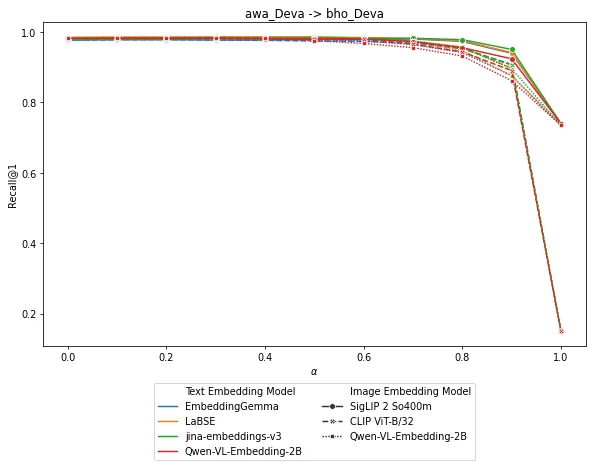 awa_Deva -> bho_Deva
1.0
0.8
0.6
0.4
0.2
Recall@1
0.0 0.2 0.4 0.6 0.8 1.0
α
Text Embedding Model Image Embedding Model
EmbeddingGemma SigLIP 2 So400m
LaBSE CLIP ViT-B/32
jina-embeddings-v3 Qwen-VL-Embedding-2B
Qwen-VL-Embedding-2B